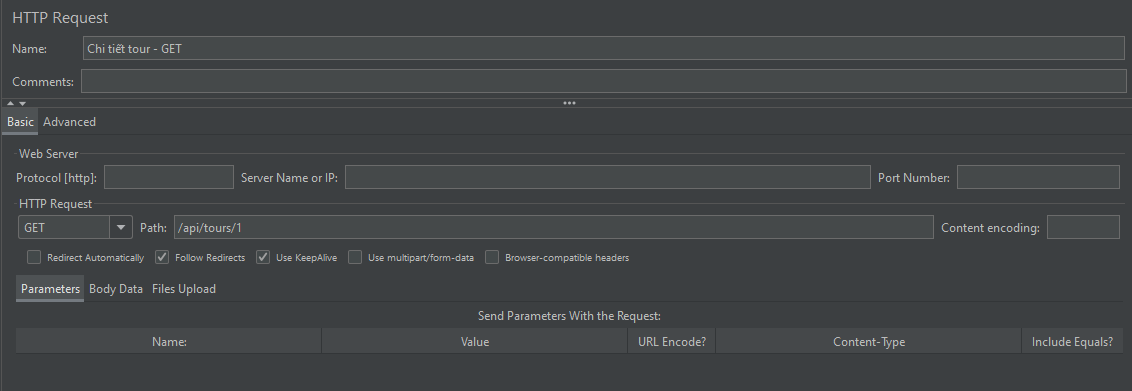 HTTP Request
Name: Chi tiết tour - GET
Comments:
Basic Advanced
Web Server
Protocol [http]: Server Name or IP: Port Number:
HTTP Request
GET Path: /api/tours/1 Content encoding:
Redirect Automatically Follow Redirects Use KeepAlive Use multipart/form-data Browser-compatible headers
Parameters Body Data Files Upload
Send Parameters With the Request:
Name: Value URL Encode? Content-Type Include Equals?